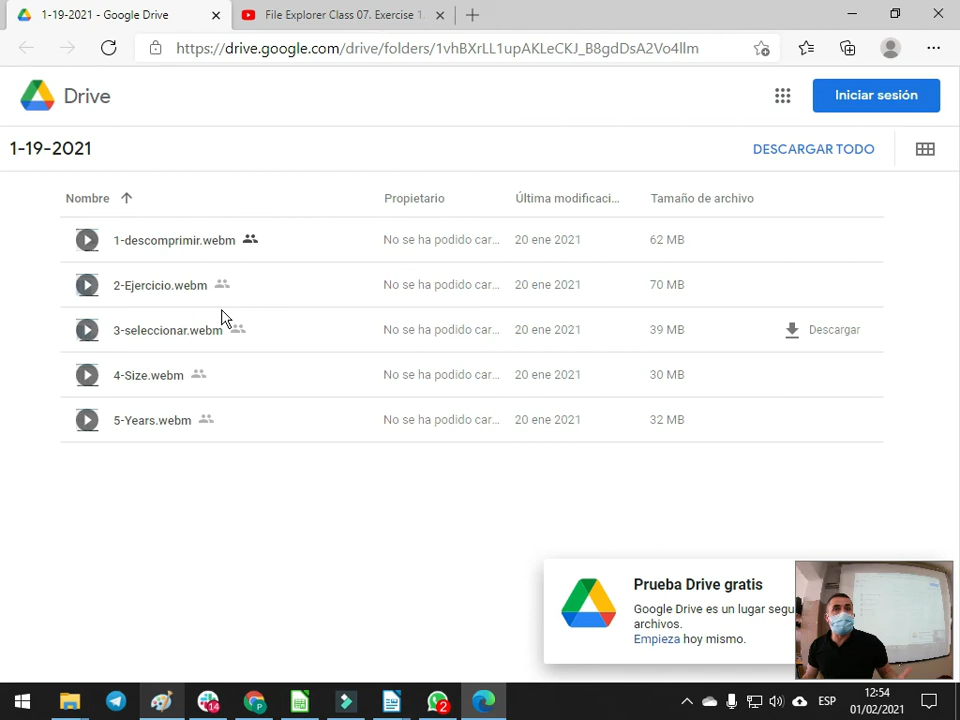 1-19-2021 - Google Drive
File Explorer Class 07. Exercise 1.
https://drive.google.com/drive/folders/1vhBXrLL1upAKLeCKJ_B8gdDsA2Vo4llm
Drive
Iniciar sesión
1-19-2021
DESCARGAR TODO
Nombre Propietario Última modificaci... Tamaño de archivo
1-descomprimir.webm No se ha podido car... 20 ene 2021 62 MB
2-Ejercicio.webm No se ha podido car... 20 ene 2021 70 MB
3-seleccionar.webm No se ha podido car... 20 ene 2021 39 MB Descargar
4-Size.webm No se ha podido car... 20 ene 2021 30 MB
5-Years.webm No se ha podido car... 20 ene 2021 32 MB
Prueba Drive gratis
Google Drive es un lugar segu
archivos.
Empieza hoy mismo.
14
P
2
ESP
12:54
01/02/2021